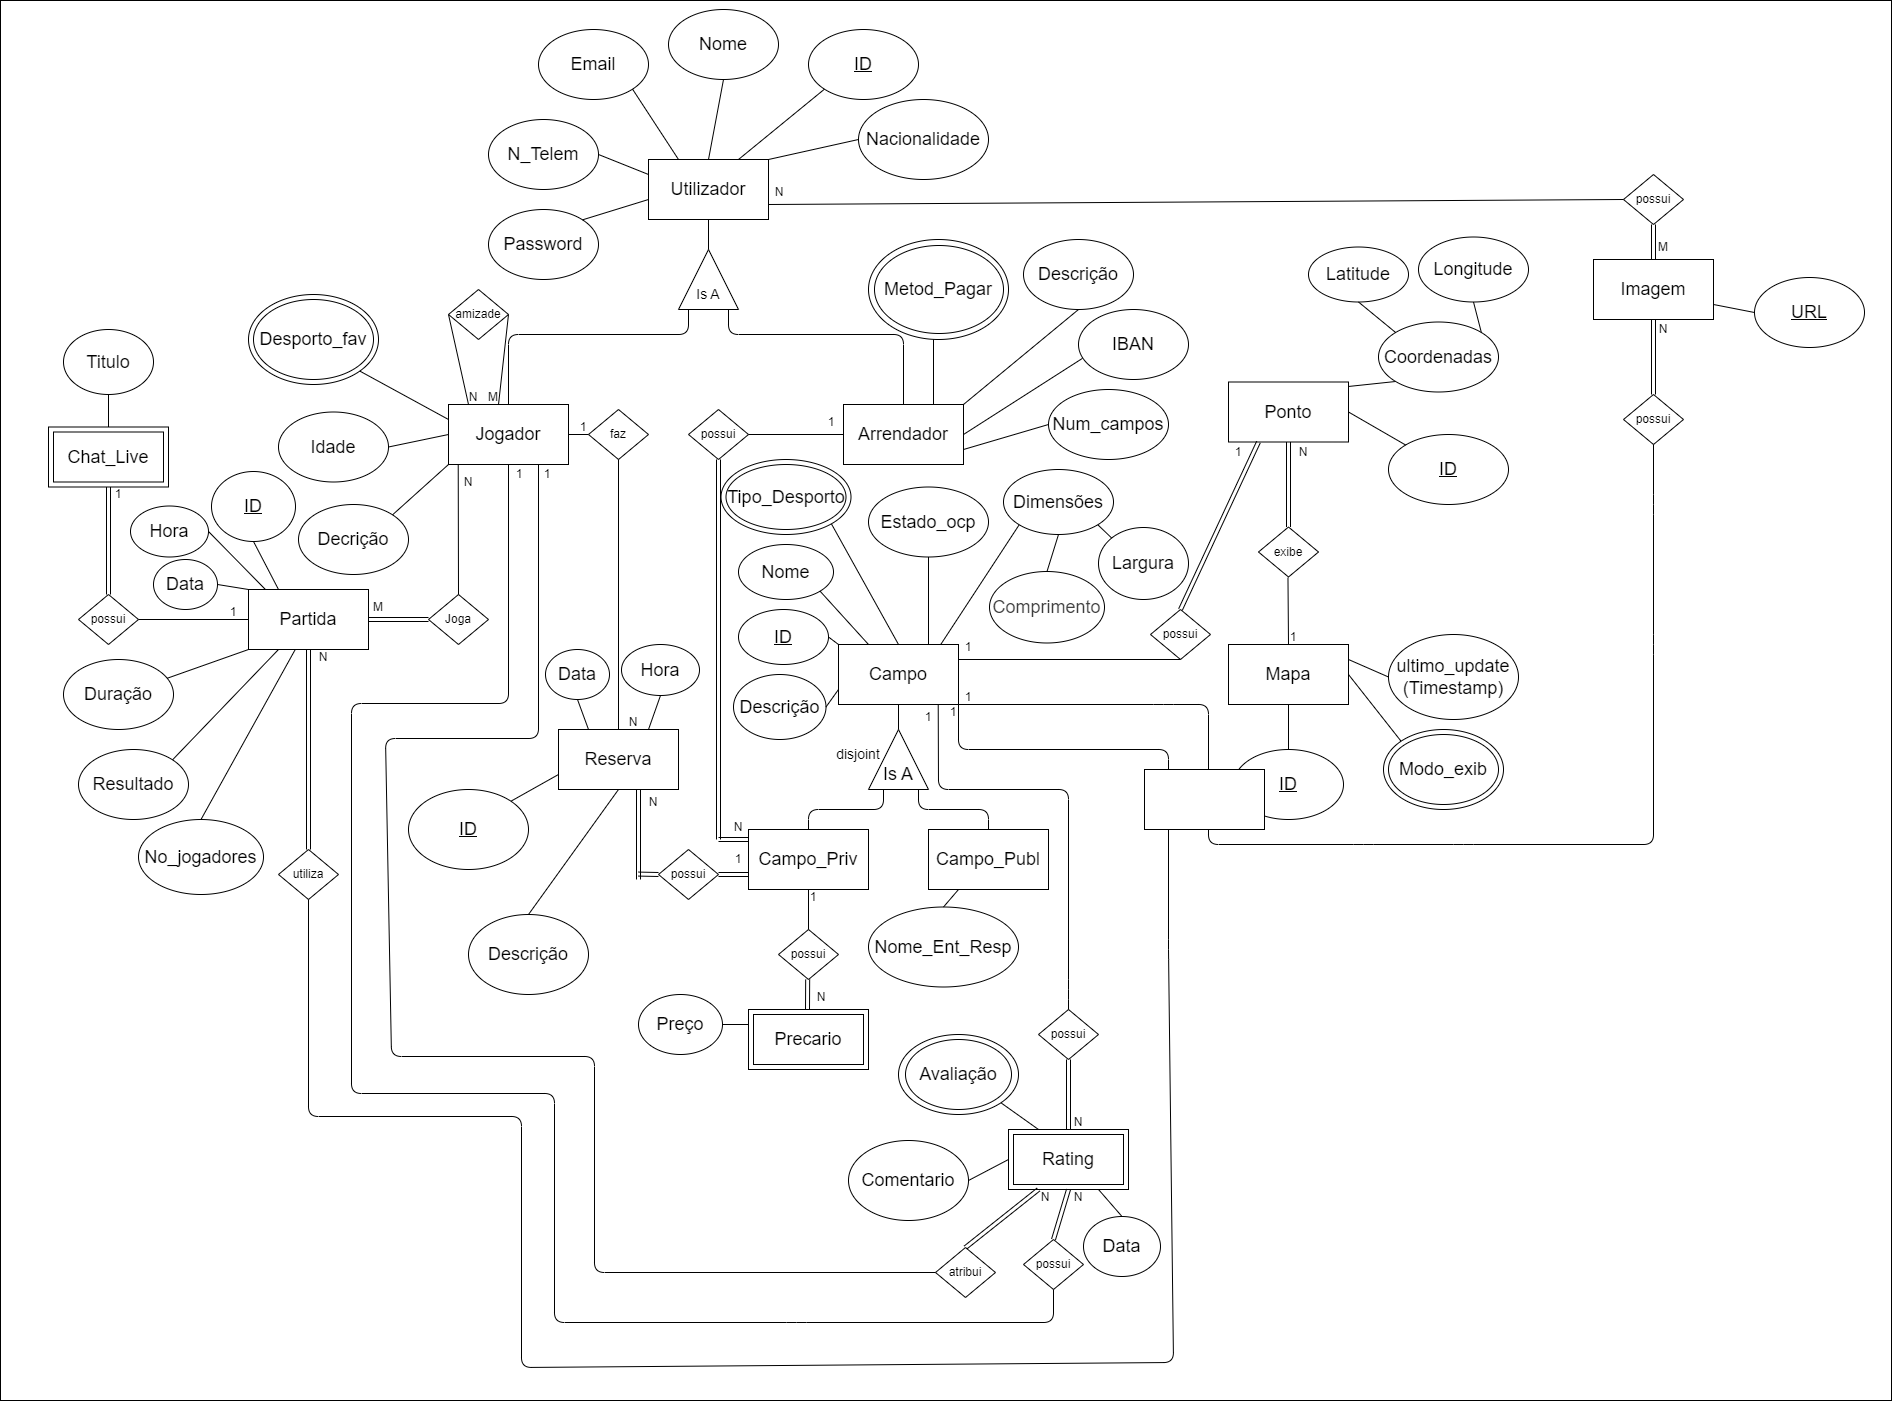 Nome
Email
ID
Nacionalidade
N_Telem
Utilizador
N
possui
Password
M
Metod_Pagar
Descrição
Latitude
Longitude
Imagem
Is A
URL
amizade
Desporto_fav
N
Titulo
IBAN
Coordenadas
N
M
Ponto
possui
Jogador
1
faz
possui
1
Arrendador
Num_campos
Idade
Chat_Live
1
N
ID
1
N
1
1
Tipo_Desporto
Dimensões
ID
Estado_ocp
Hora
Decrição
exibe
Largura
Data
Nome
Comprimento
M
possui
1
Partida
Joga
possui
ID
1
1
N
Campo
Mapa
ultimo_update
(Timestamp)
Data
Hora
Duração
Descrição
1
1
1
N
disjoint
Reserva
Is A
Modo_exib
Resultado
ID
N
ID
N
1
Campo_Priv
Campo_Publ
No_jogadores
utiliza
possui
1
Nome_Ent_Resp
Descrição
possui
N
Preço
Precario
possui
Avaliação
N
Rating
Comentario
N
N
Data
atribui
possui